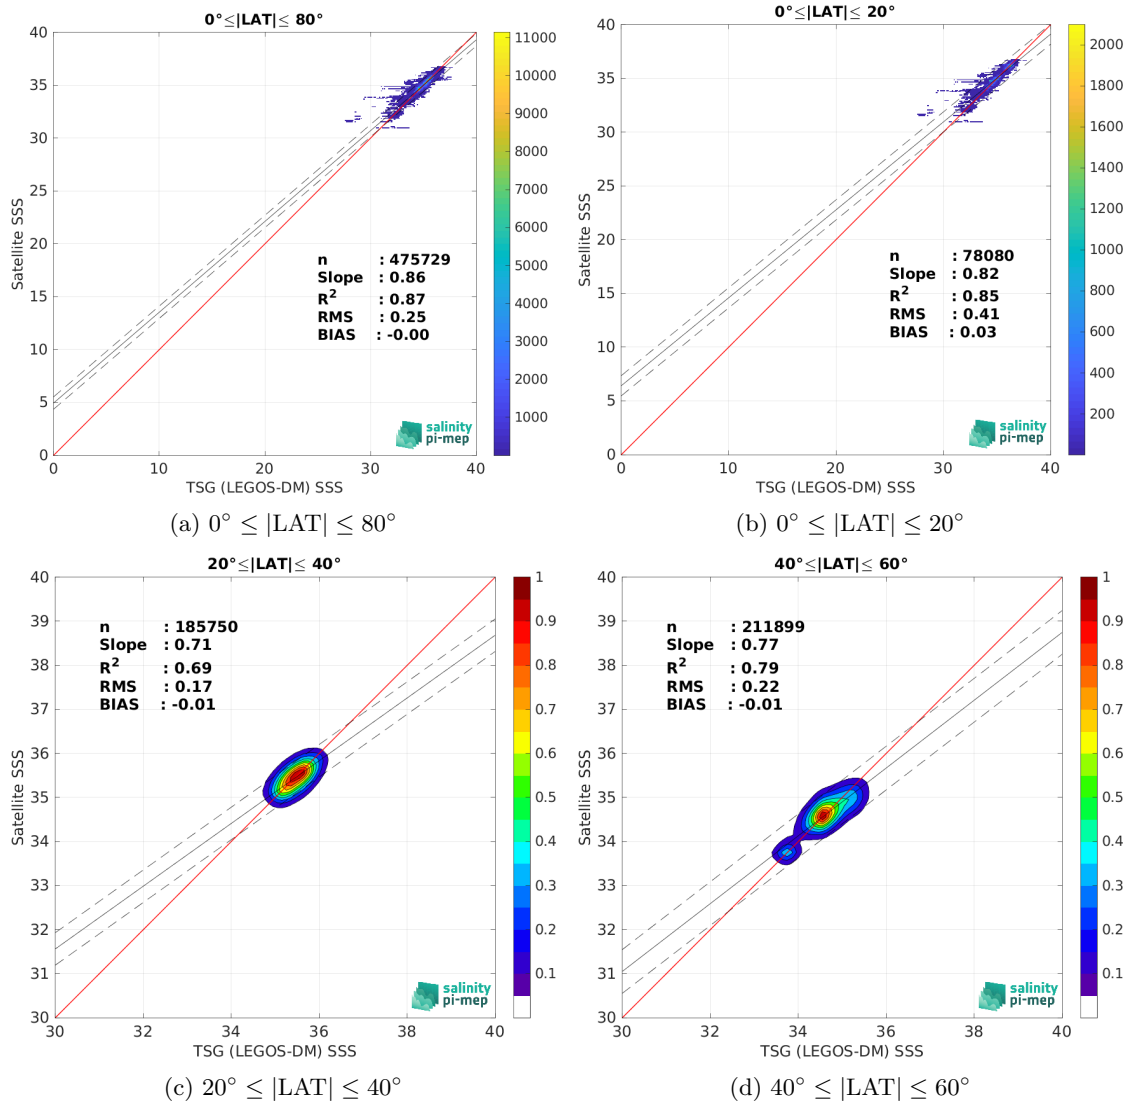 0°≤|LAT|≤ 80°
40
35
30
25
20
15
10
5
0
0
10
20
30
40
Satellite SSS
TSG (LEGOS-DM) SSS
n : 475729
Slope : 0.86
R² : 0.87
RMS : 0.25
BIAS : -0.00
salinity
pi-mep
11000
10000
9000
8000
7000
6000
5000
4000
3000
2000
1000
(a) 0° ≤ |LAT| ≤ 80°
0°≤|LAT|≤ 20°
40
35
30
25
20
15
10
5
0
0
10
20
30
40
Satellite SSS
TSG (LEGOS-DM) SSS
n : 78080
Slope : 0.82
R² : 0.85
RMS : 0.41
BIAS : 0.03
salinity
pi-mep
2000
1800
1600
1400
1200
1000
800
600
400
200
(b) 0° ≤ |LAT| ≤ 20°
20°≤|LAT|≤ 40°
40
39
38
37
36
35
34
33
32
31
30
30
32
34
36
38
40
Satellite SSS
TSG (LEGOS-DM) SSS
n : 185750
Slope : 0.71
R² : 0.69
RMS : 0.17
BIAS : -0.01
salinity
pi-mep
1
0.9
0.8
0.7
0.6
0.5
0.4
0.3
0.2
0.1
(c) 20° ≤ |LAT| ≤ 40°
40°≤|LAT|≤ 60°
40
39
38
37
36
35
34
33
32
31
30
30
32
34
36
38
40
Satellite SSS
TSG (LEGOS-DM) SSS
n : 211899
Slope : 0.77
R² : 0.79
RMS : 0.22
BIAS : -0.01
salinity
pi-mep
1
0.9
0.8
0.7
0.6
0.5
0.4
0.3
0.2
0.1
(d) 40° ≤ |LAT| ≤ 60°